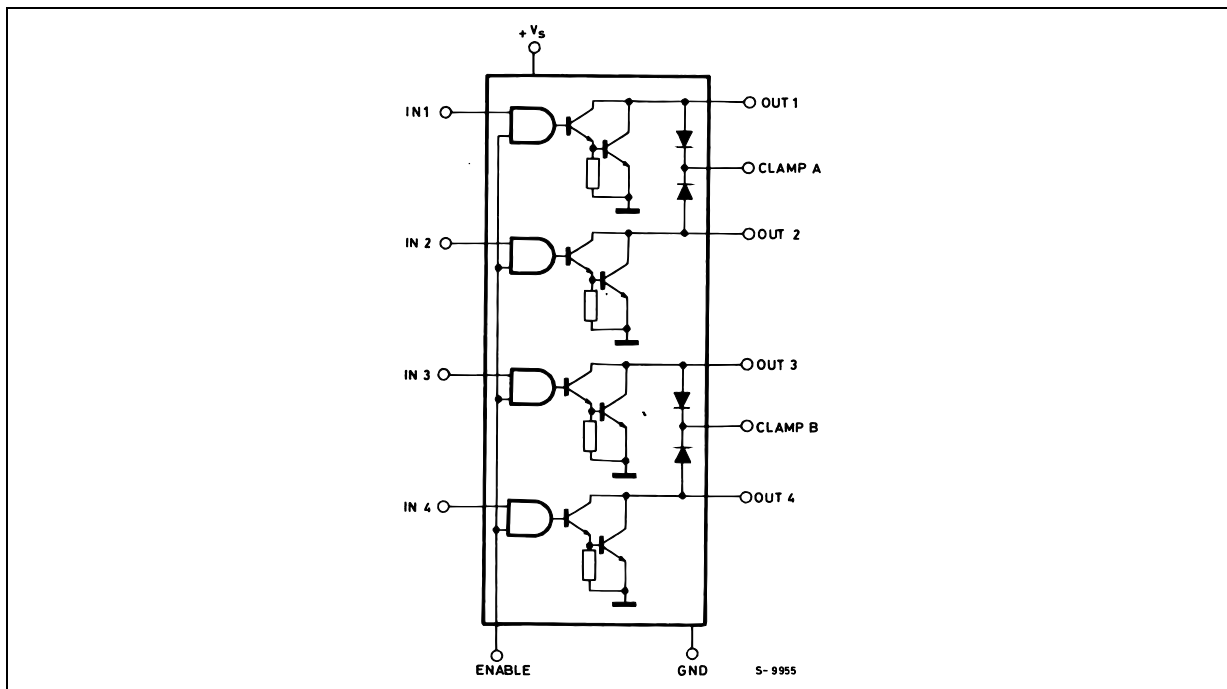 + Vs
IN1
OUT 1
CLAMP A
IN 2
OUT 2
IN 3
OUT 3
CLAMP B
IN 4
OUT 4
ENABLE
GND
S-9955